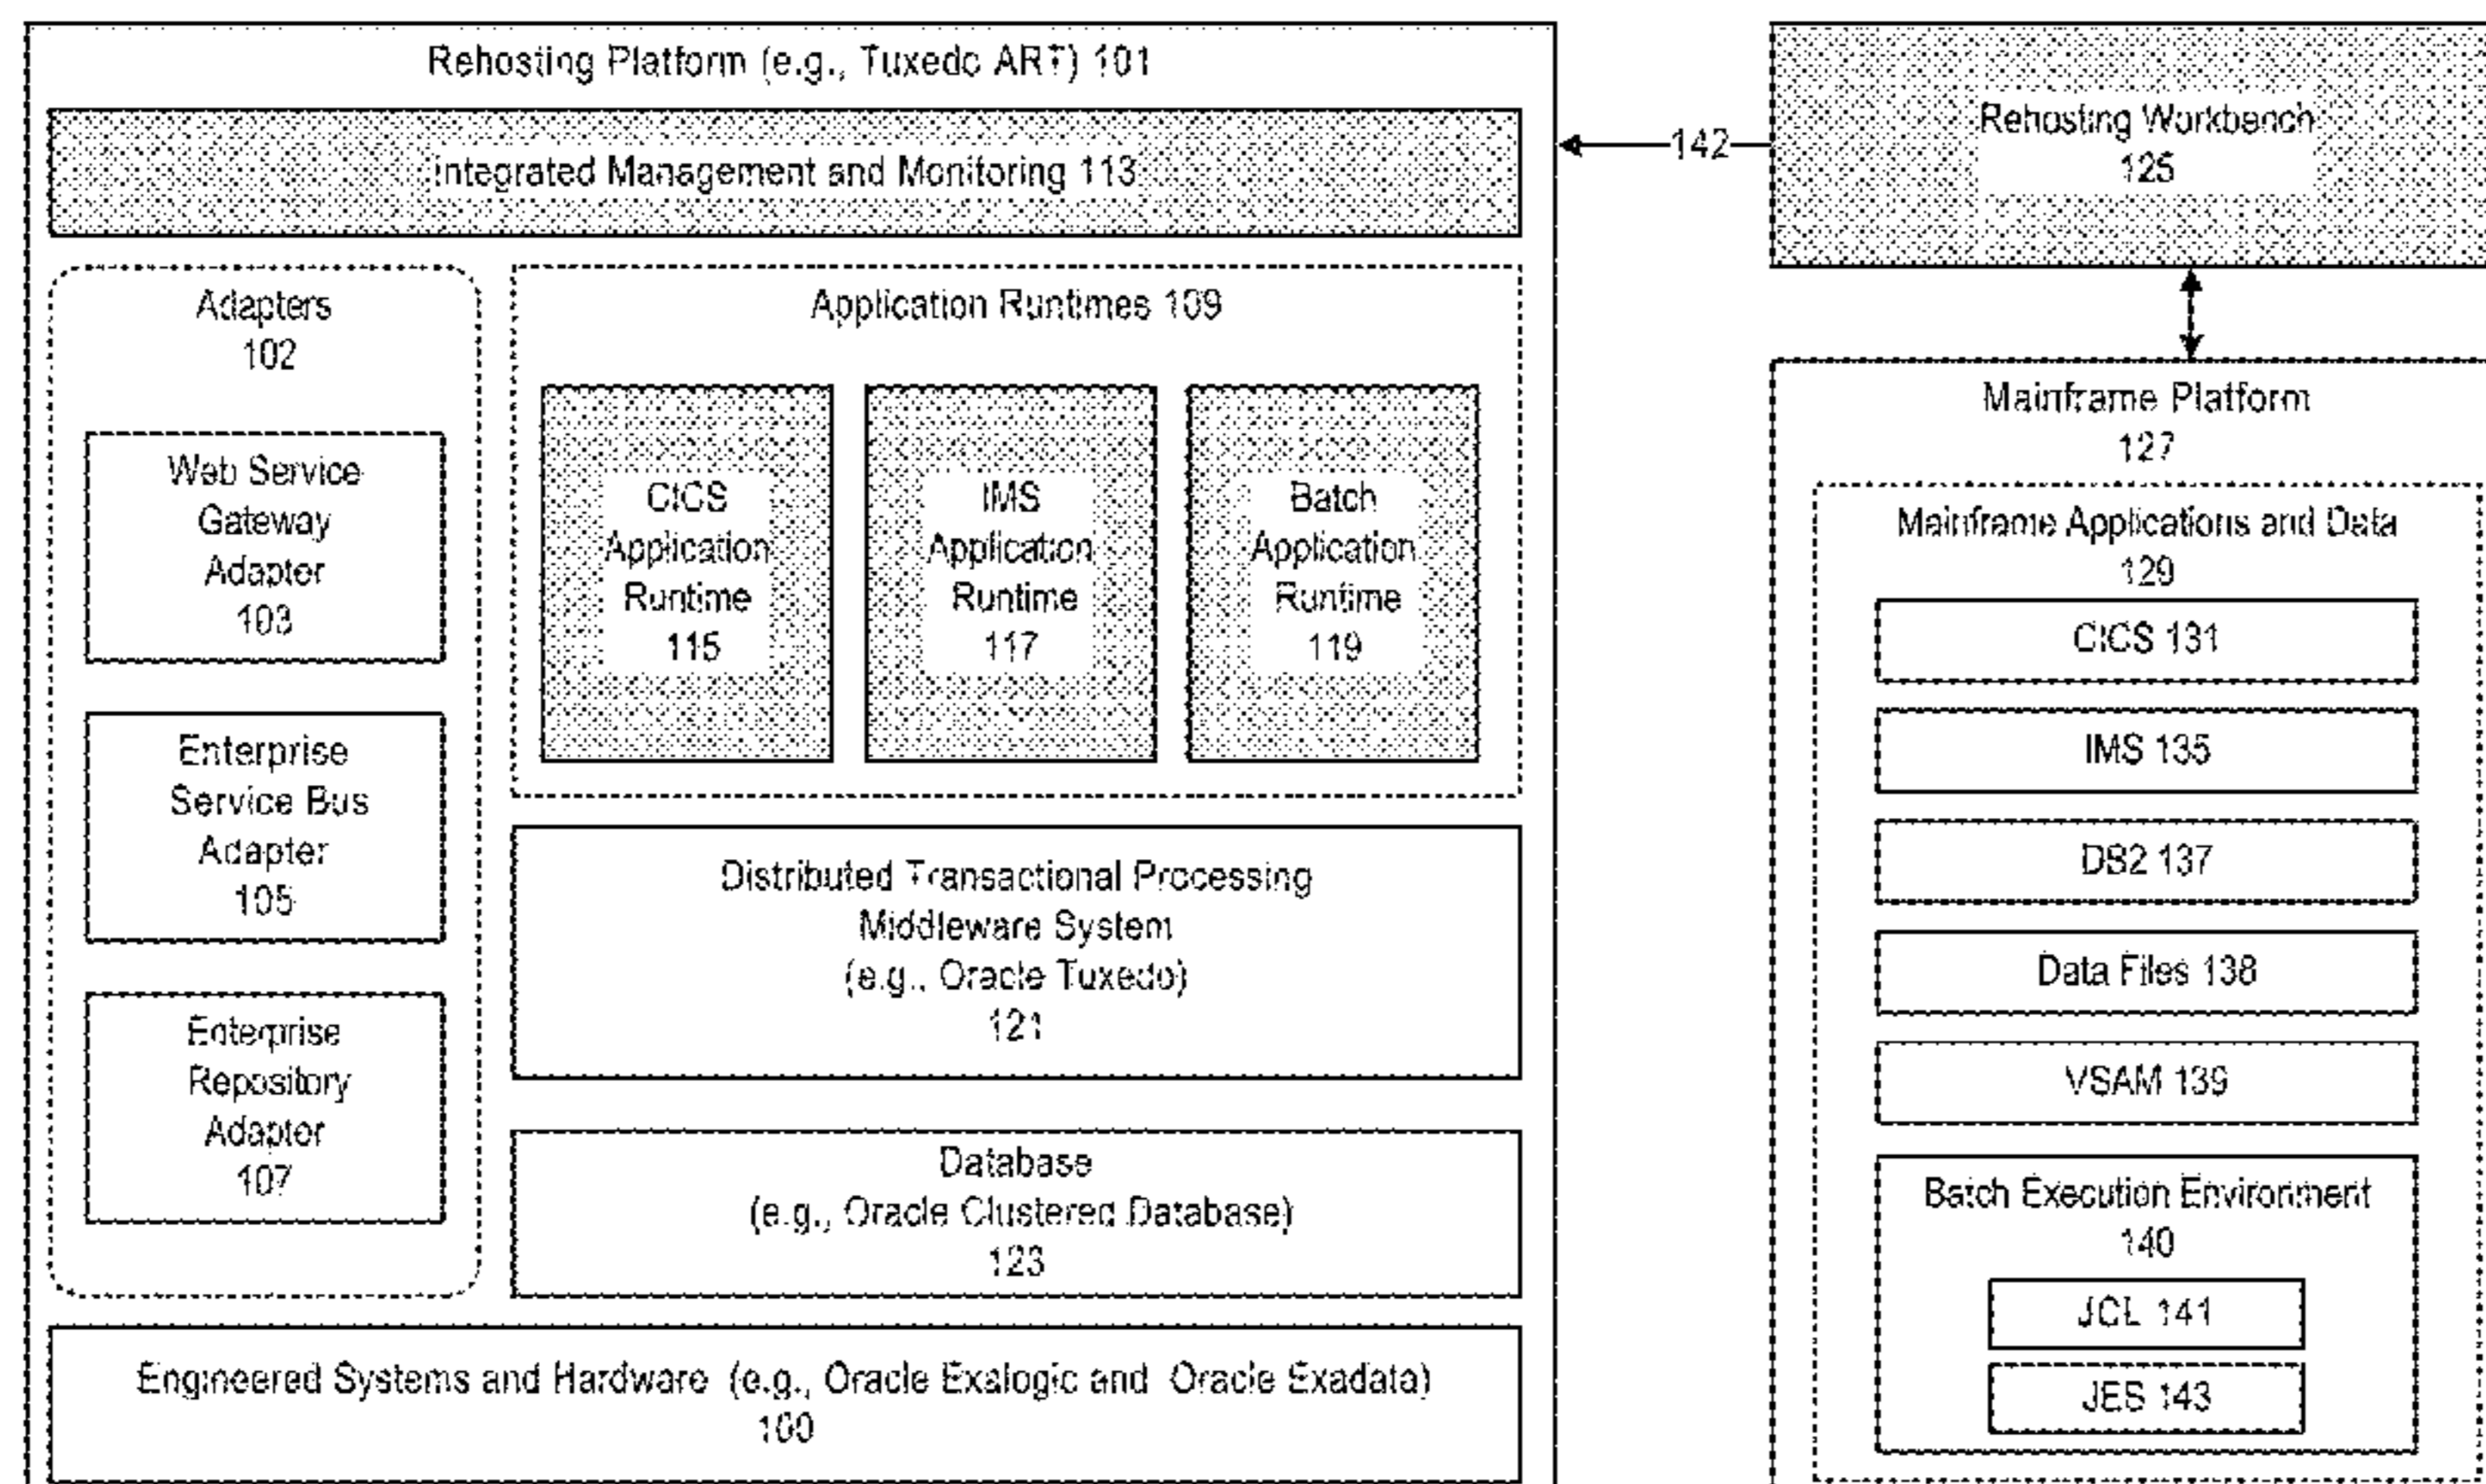 Rehosting Platform (e.g., Tuxedo ART) 101
Integrated Management and Monitoring 113
Adapters
102
Web Service
Gateway
Adapter
103
Enterprise
Service Bus
Adapter
105
Enterprise
Repository
Adapter
107
Application Runtimes 109
CICS
Application
Runtime
115
IMS
Application
Runtime
117
Batch
Application
Runtime
119
Distributed Transactional Processing
Middleware System
(e.g., Oracle Tuxedo)
121
Database
(e.g., Oracle Clustered Database)
123
Engineered Systems and Hardware (e.g., Oracle Exalogic and Oracle Exadata)
100
142
Rehosting Workbench
125
Mainframe Platform
127
Mainframe Applications and Data
129
CICS 131
IMS 135
DB2 137
Data Files 138
VSAM 139
Batch Execution Environment
140
JCL 141
JES 143